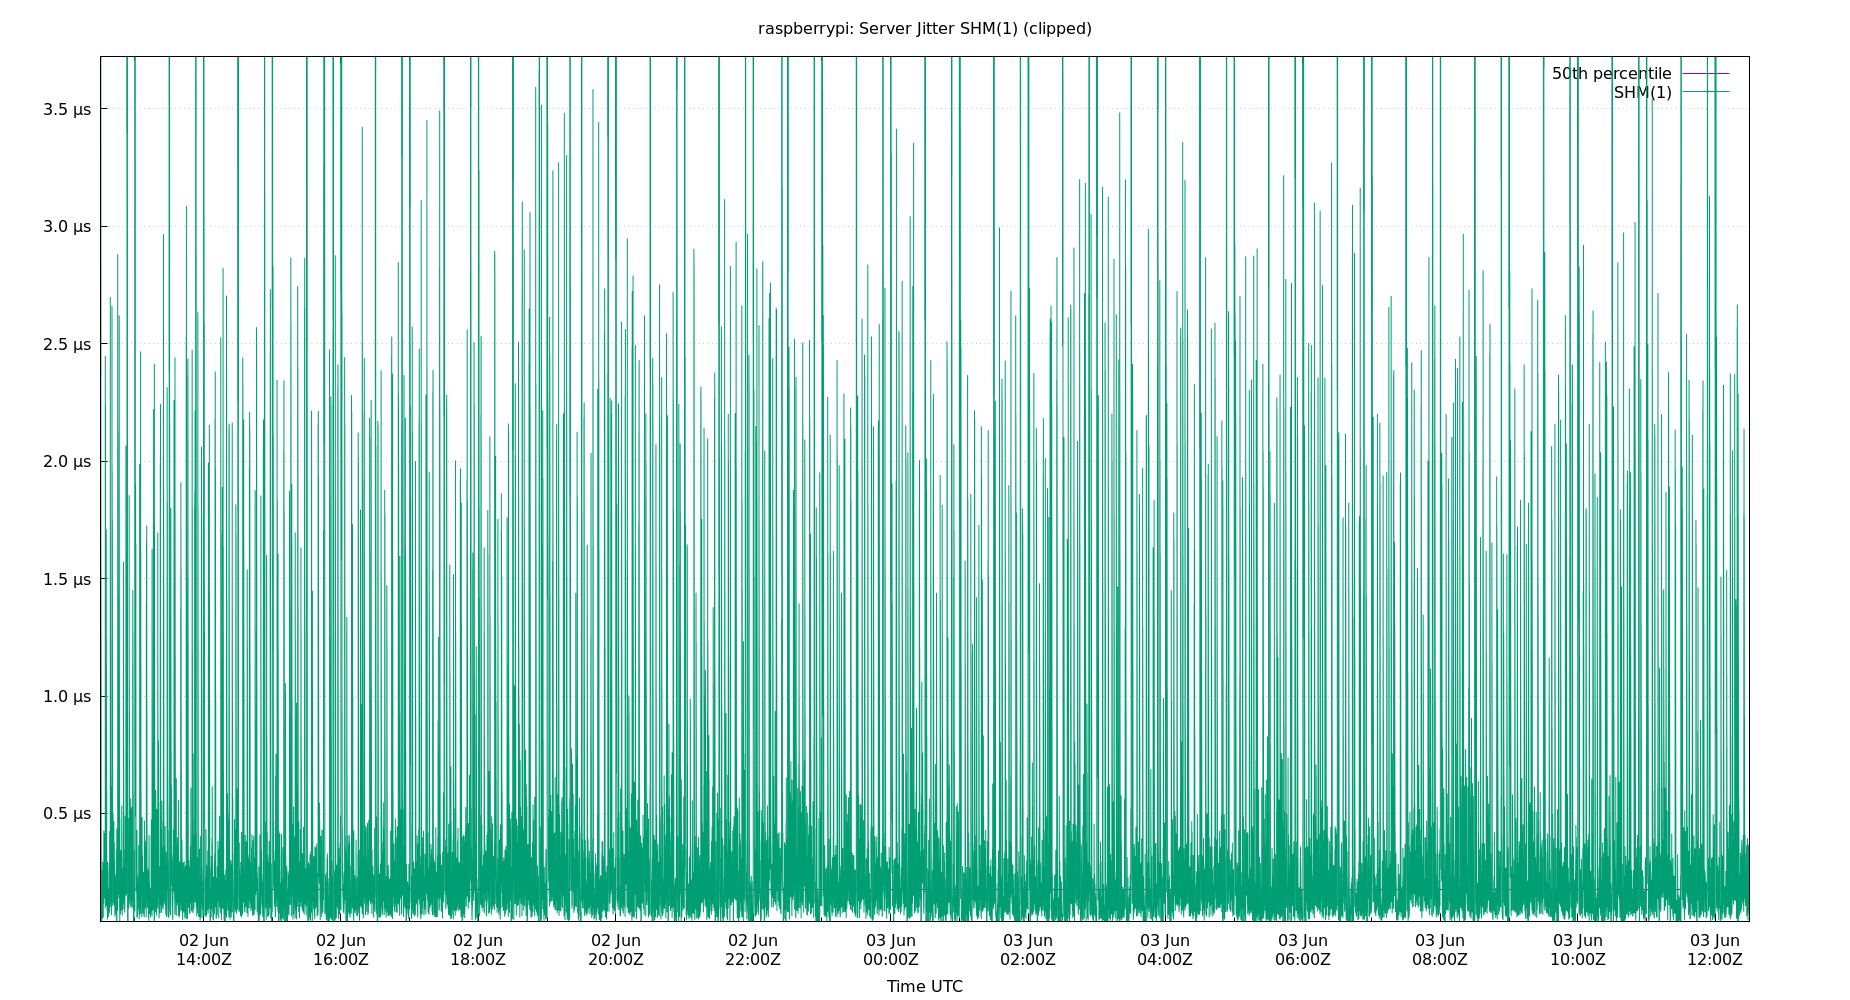 raspberrypi: Server Jitter SHM(1) (clipped)
50th percentile
SHM(1)
3.5 µs
3.0 µs
2.5 µs
2.0 µs
1.5 µs
1.0 µs
0.5 µs
02 Jun 02 Jun 02 Jun 02 Jun 02 Jun 03 Jun 03 Jun 03 Jun 03 Jun 03 Jun 03 Jun 03 Jun
14:00Z 16:00Z 18:00Z 20:00Z 22:00Z 00:00Z 02:00Z 04:00Z 06:00Z 08:00Z 10:00Z 12:00Z
Time UTC